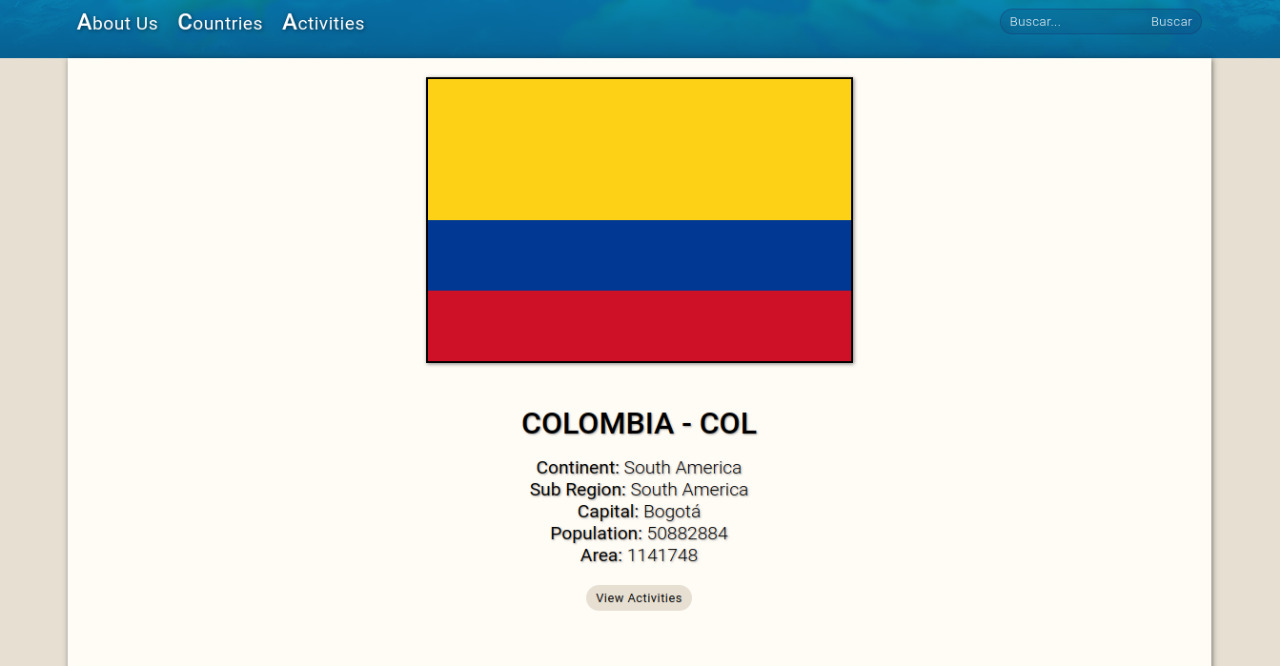 About Us Countries Activities Buscar... Buscar
COLOMBIA - COL
Continent: South America
Sub Region: South America
Capital: Bogotá
Population: 50882884
Area: 1141748
View Activities